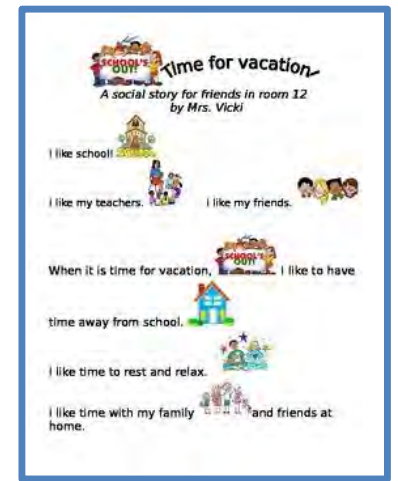 SCHOOL'S OUT! Time for vacation
A social story for friends in room 12
by Mrs. Vicki
I like school!
I like my teachers. I like my friends.
When it is time for vacation, SCHOOL'S OUT! I like to have
time away from school.
I like time to rest and relax.
I like time with my family and friends at
home.